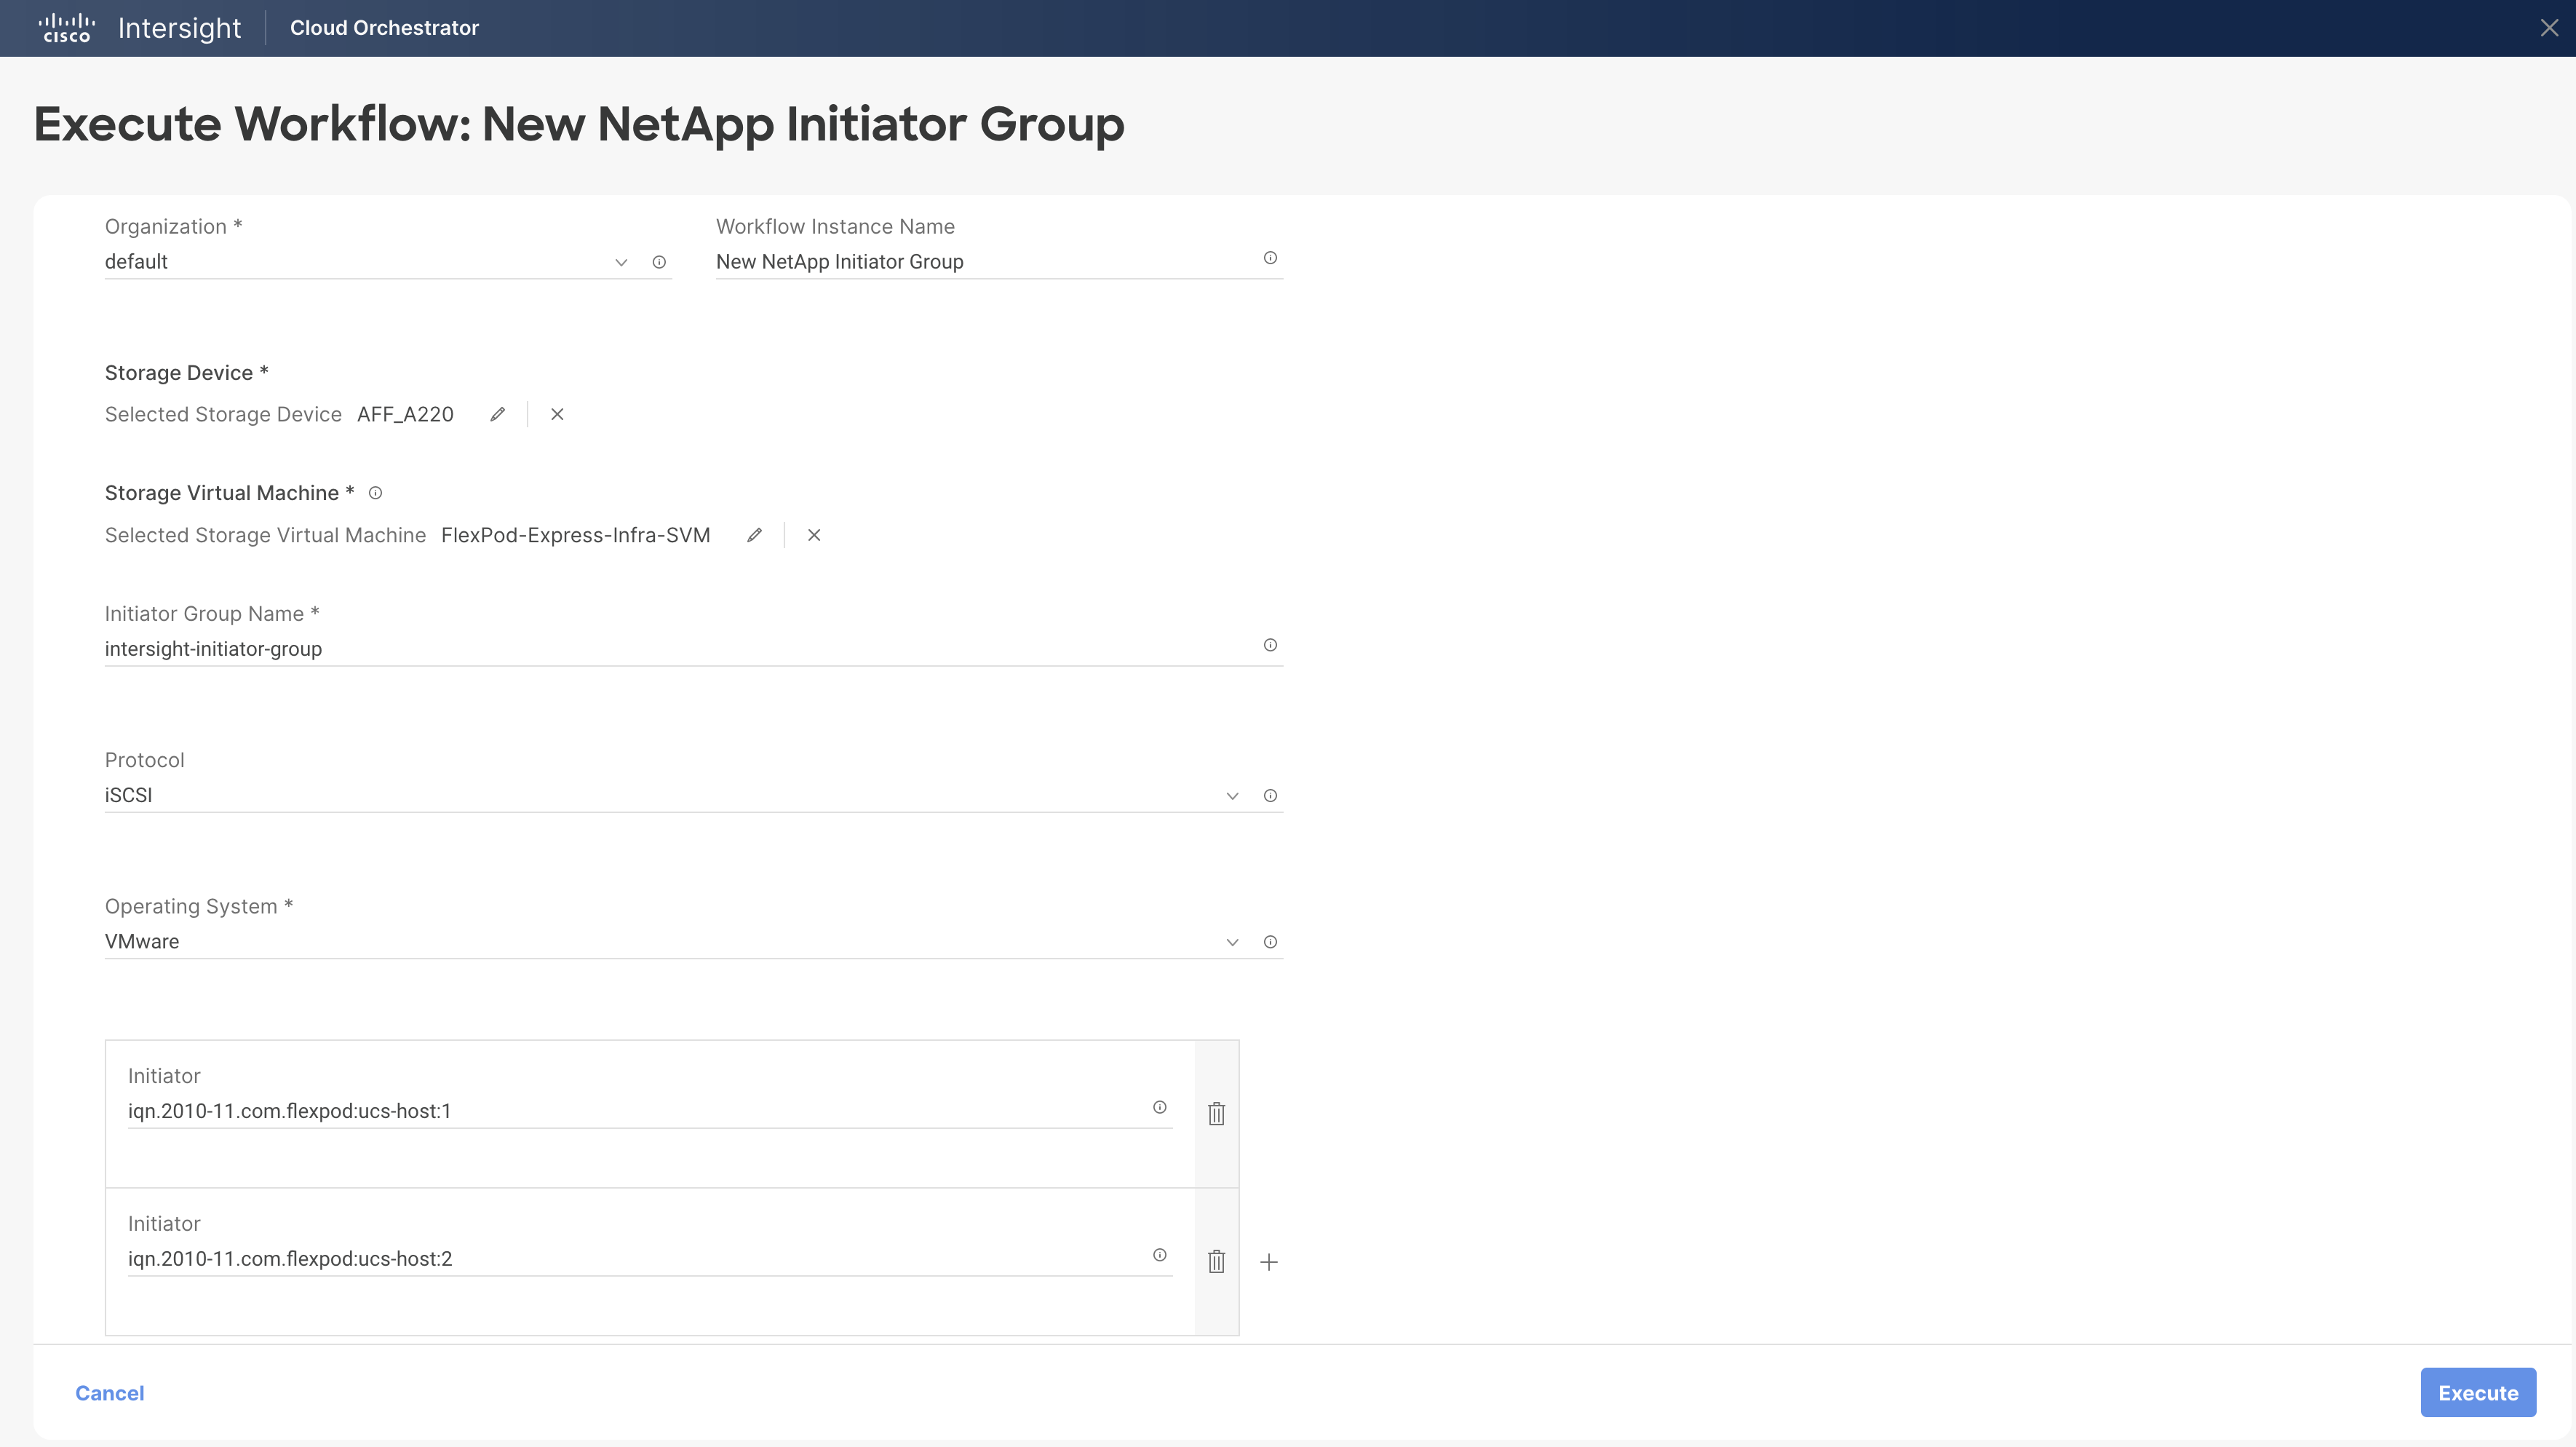 cisco Intersight Cloud Orchestrator
Execute Workflow: New NetApp Initiator Group
Organization * Workflow Instance Name
default New NetApp Initiator Group
Storage Device *
Selected Storage Device AFF_A220
Storage Virtual Machine *
Selected Storage Virtual Machine FlexPod-Express-Infra-SVM
Initiator Group Name *
intersight-initiator-group
Protocol
iSCSI
Operating System *
VMware
Initiator
iqn.2010-11.com.flexpod:ucs-host:1
Initiator
iqn.2010-11.com.flexpod:ucs-host:2
Cancel Execute